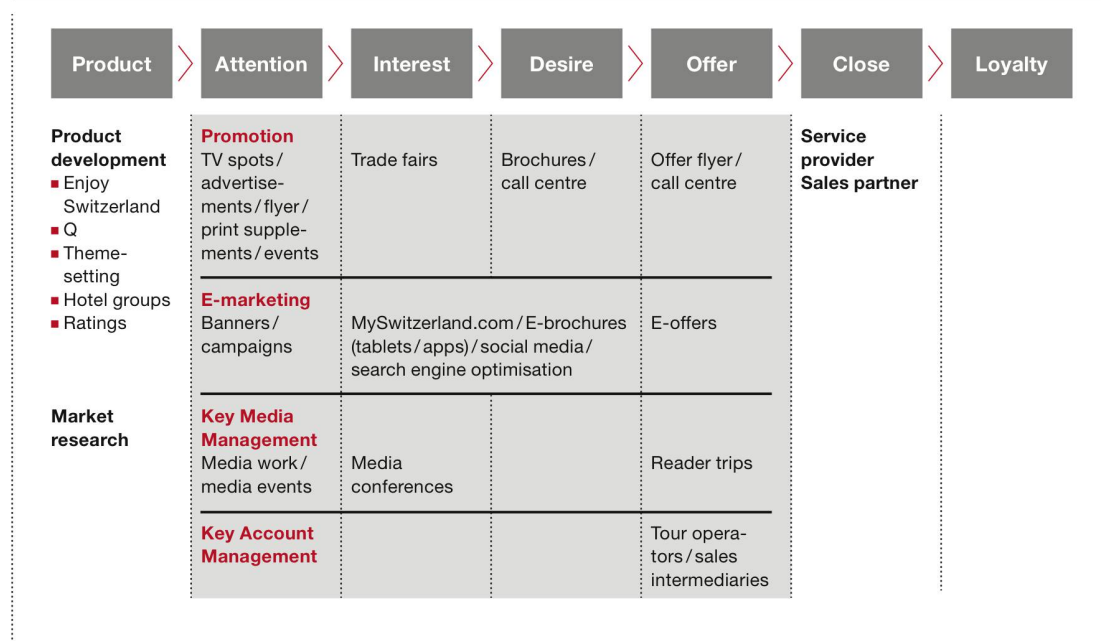 Product
Attention
Interest
Desire
Offer
Close
Loyalty
Product
development
Enjoy
Switzerland
Q
Theme-
setting
Hotel groups
Ratings
Promotion
TV spots/
advertise-
ments/flyer/
print supple-
ments/events
Trade fairs
Brochures/
call centre
Offer flyer/
call centre
Service
provider
Sales partner
E-marketing
Banners/
campaigns
MySwitzerland.com/E-brochures
(tablets/apps)/social media/
search engine optimisation
E-offers
Market
research
Key Media
Management
Media work/
media events
Media
conferences
Reader trips
Key Account
Management
Tour opera-
tors/sales
intermediaries